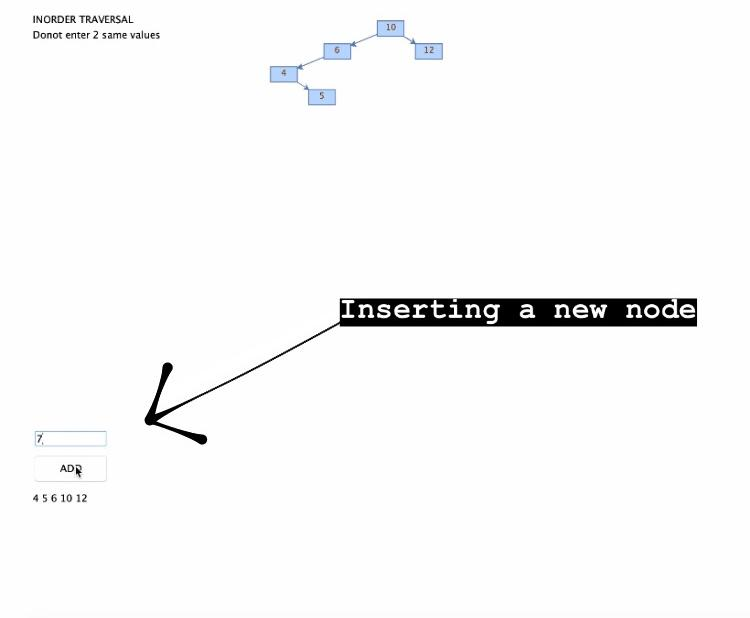 INORDER TRAVERSAL
Donot enter 2 same values
10
6
12
4
5
Inserting a new node
7
ADD
4 5 6 10 12